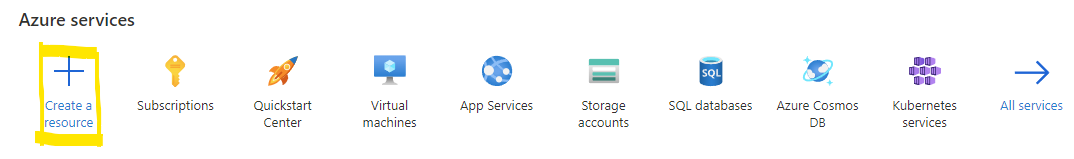 Azure services
Create a
resource
Subscriptions
Quickstart
Center
Virtual
machines
App Services
Storage
accounts
SQL
SQL databases
Azure Cosmos
DB
Kubernetes
services
All services